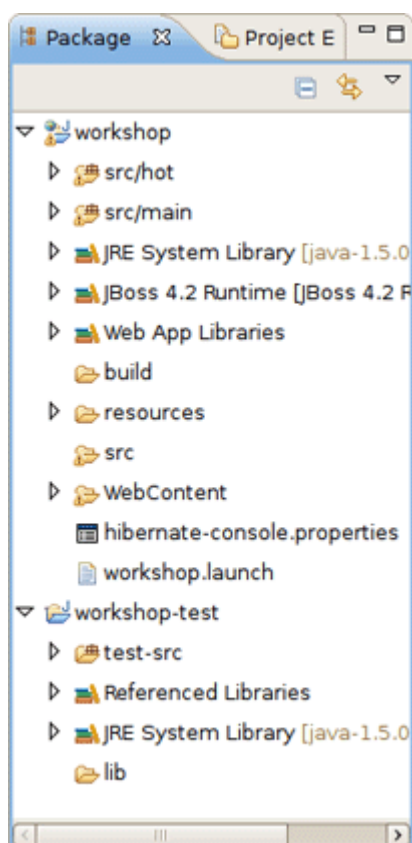 Package Project E
workshop
src/hot
src/main
JRE System Library [java-1.5.0
JBoss 4.2 Runtime [JBoss 4.2 R
Web App Libraries
build
resources
src
WebContent
hibernate-console.properties
workshop.launch
workshop-test
test-src
Referenced Libraries
JRE System Library [java-1.5.0
lib